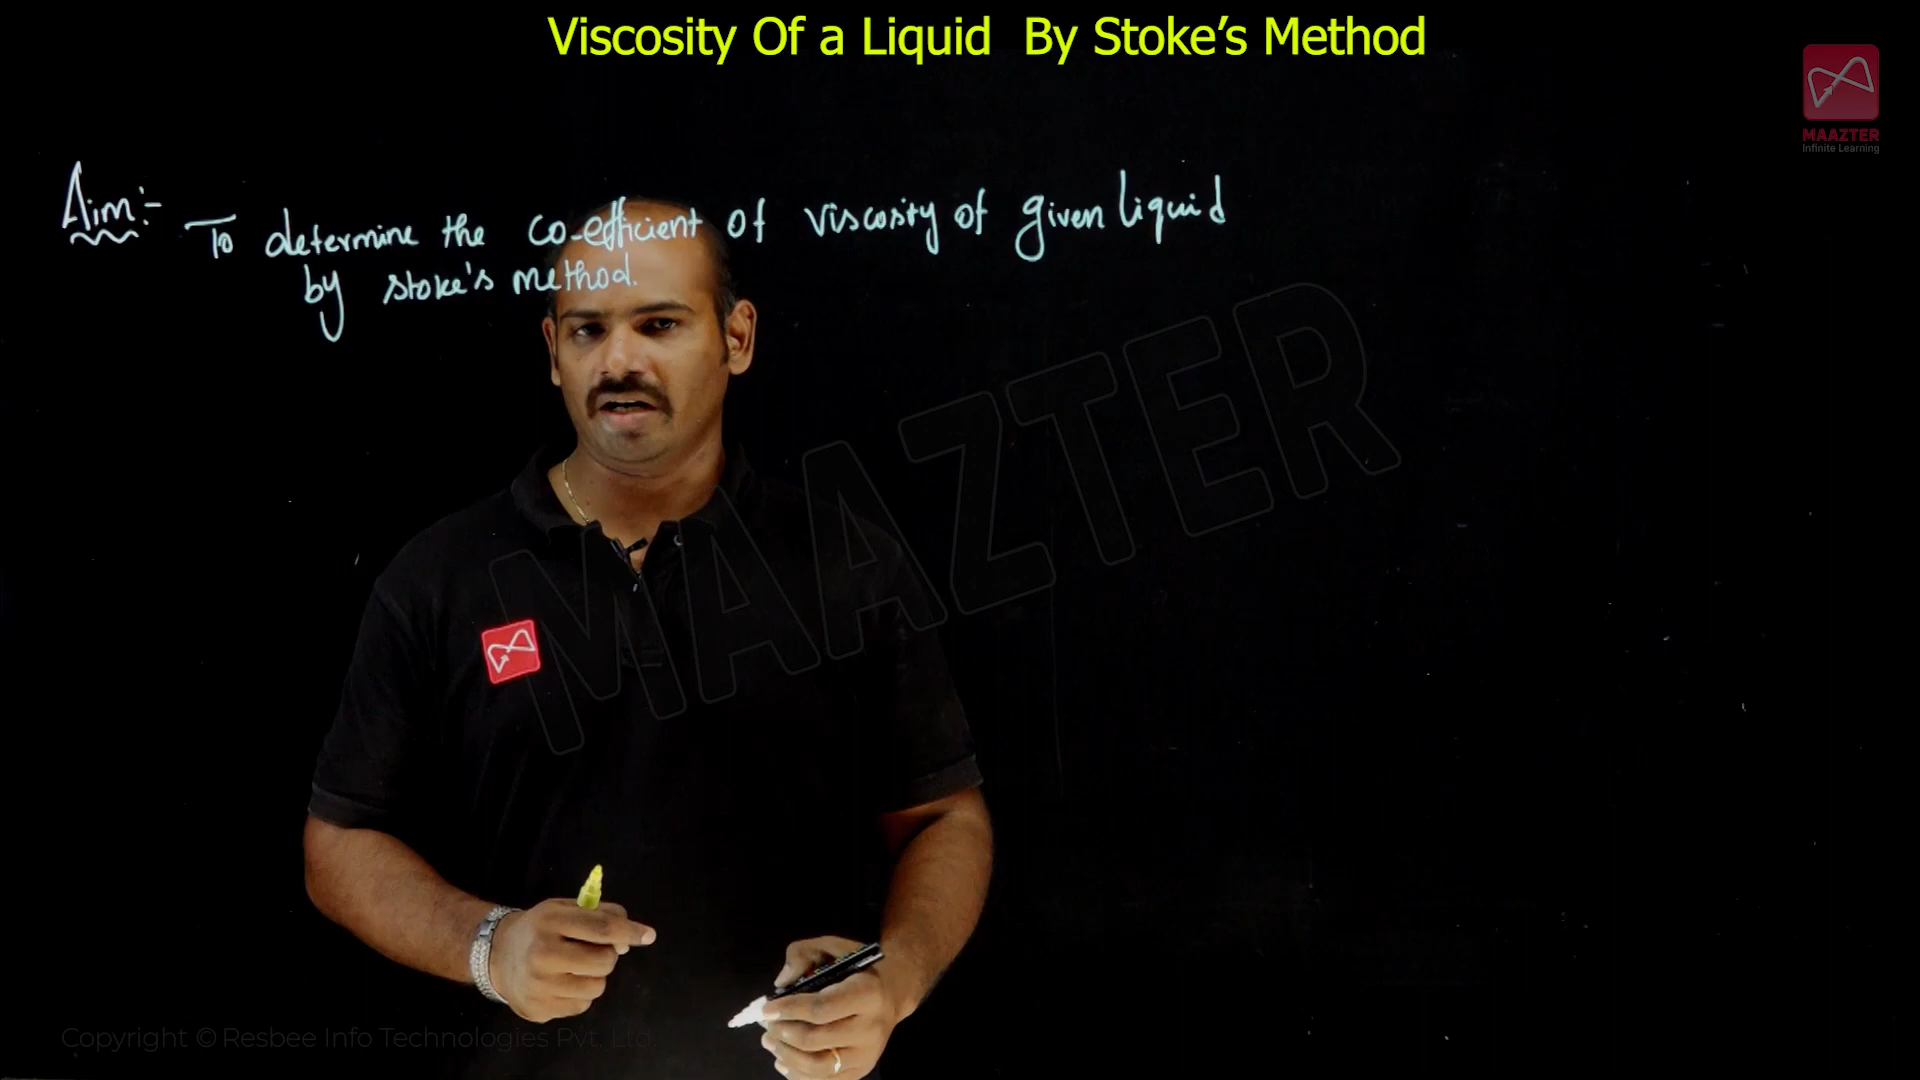 Viscosity Of a Liquid By Stoke’s Method
MAAZTER
Infinite Learning
Aim:-
To determine the co-efficient of viscosity of given liquid
by stoke's method.
MAAZTER
Copyright © Resbee Info Technologies Pvt. Ltd.